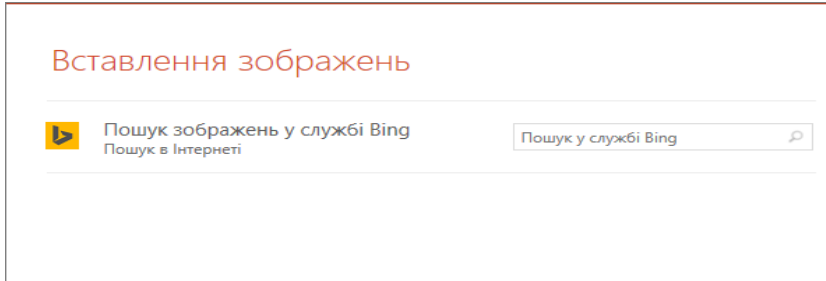 Вставлення зображень
Пошук зображень у службі Bing
Пошук в Інтернеті
Пошук у службі Bing